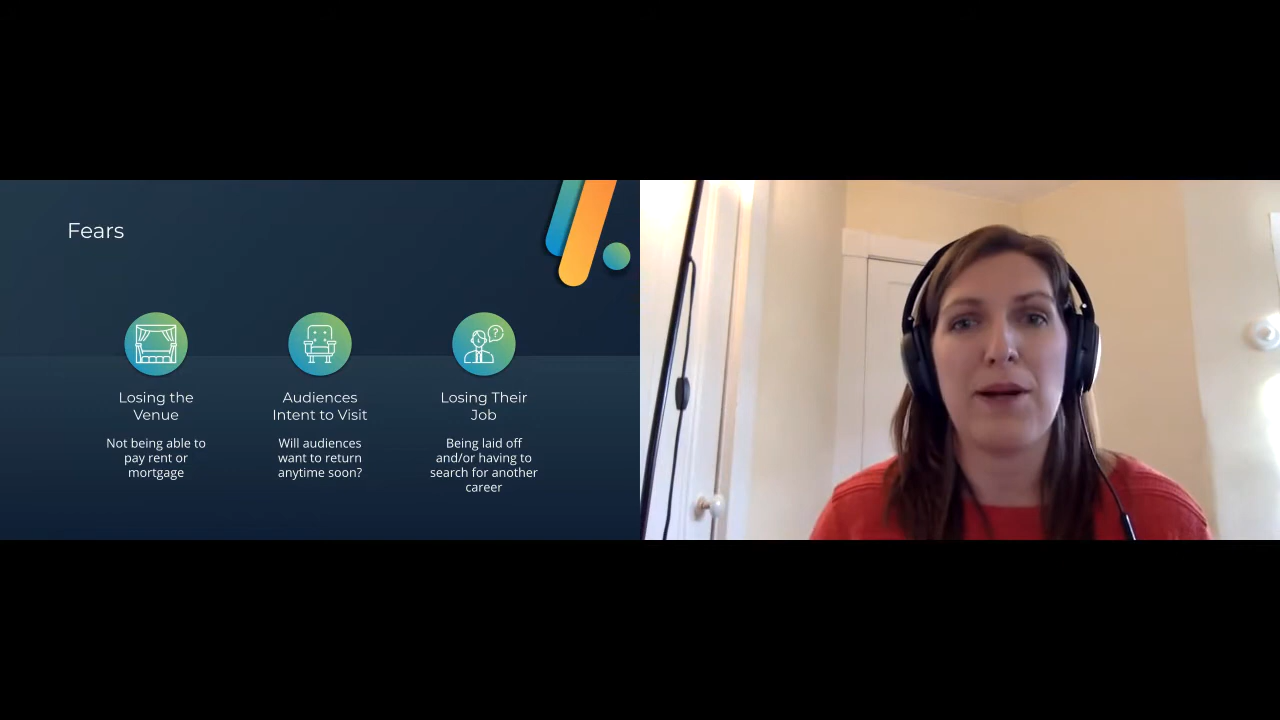 Fears
Losing the
Venue
Not being able to
pay rent or
mortgage
Audiences
Intent to Visit
Will audiences
want to return
anytime soon?
?
Losing Their
Job
Being laid off
and/or having to
search for another
career